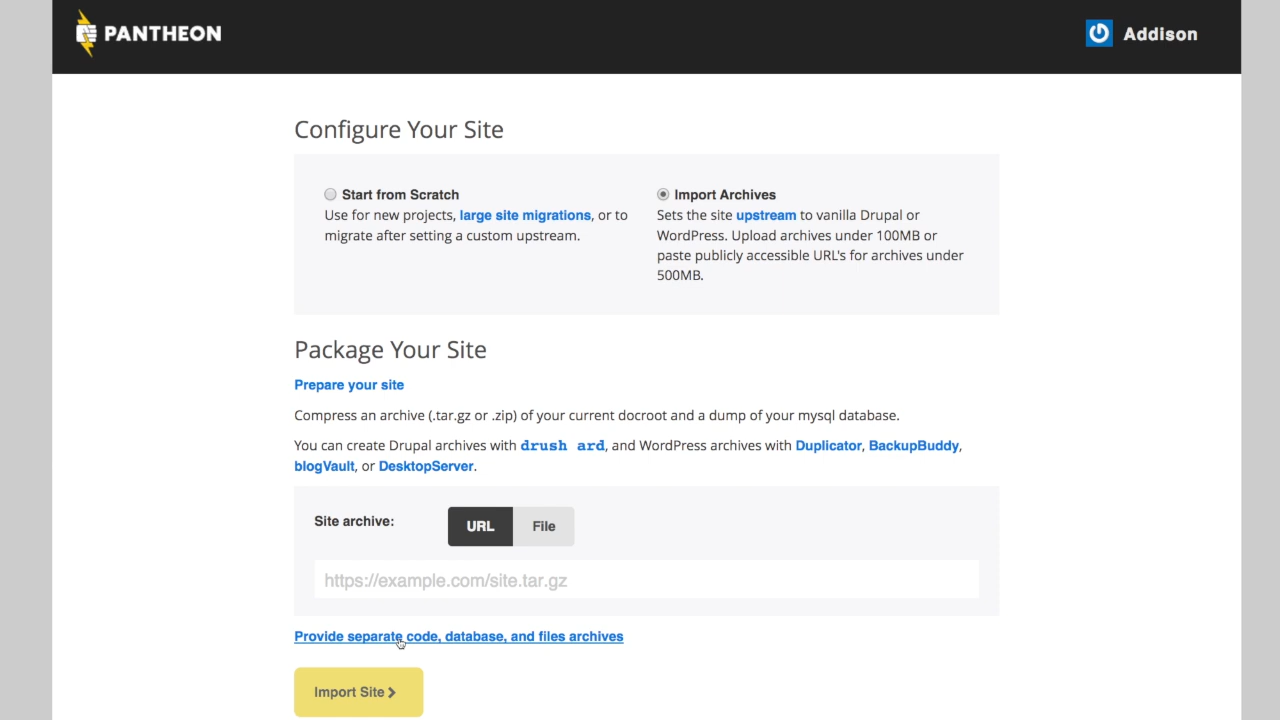 PANTHEON
Addison
Configure Your Site
Start from Scratch
Use for new projects, large site migrations, or to
migrate after setting a custom upstream.
Import Archives
Sets the site upstream to vanilla Drupal or
WordPress. Upload archives under 100MB or
paste publicly accessible URL's for archives under
500MB.
Package Your Site
Prepare your site
Compress an archive (.tar.gz or .zip) of your current docroot and a dump of your mysql database.
You can create Drupal archives with drush ard, and WordPress archives with Duplicator, BackupBuddy,
blogVault, or DesktopServer.
Site archive:
URL
File
https://example.com/site.tar.gz
Provide separate code, database, and files archives
Import Site